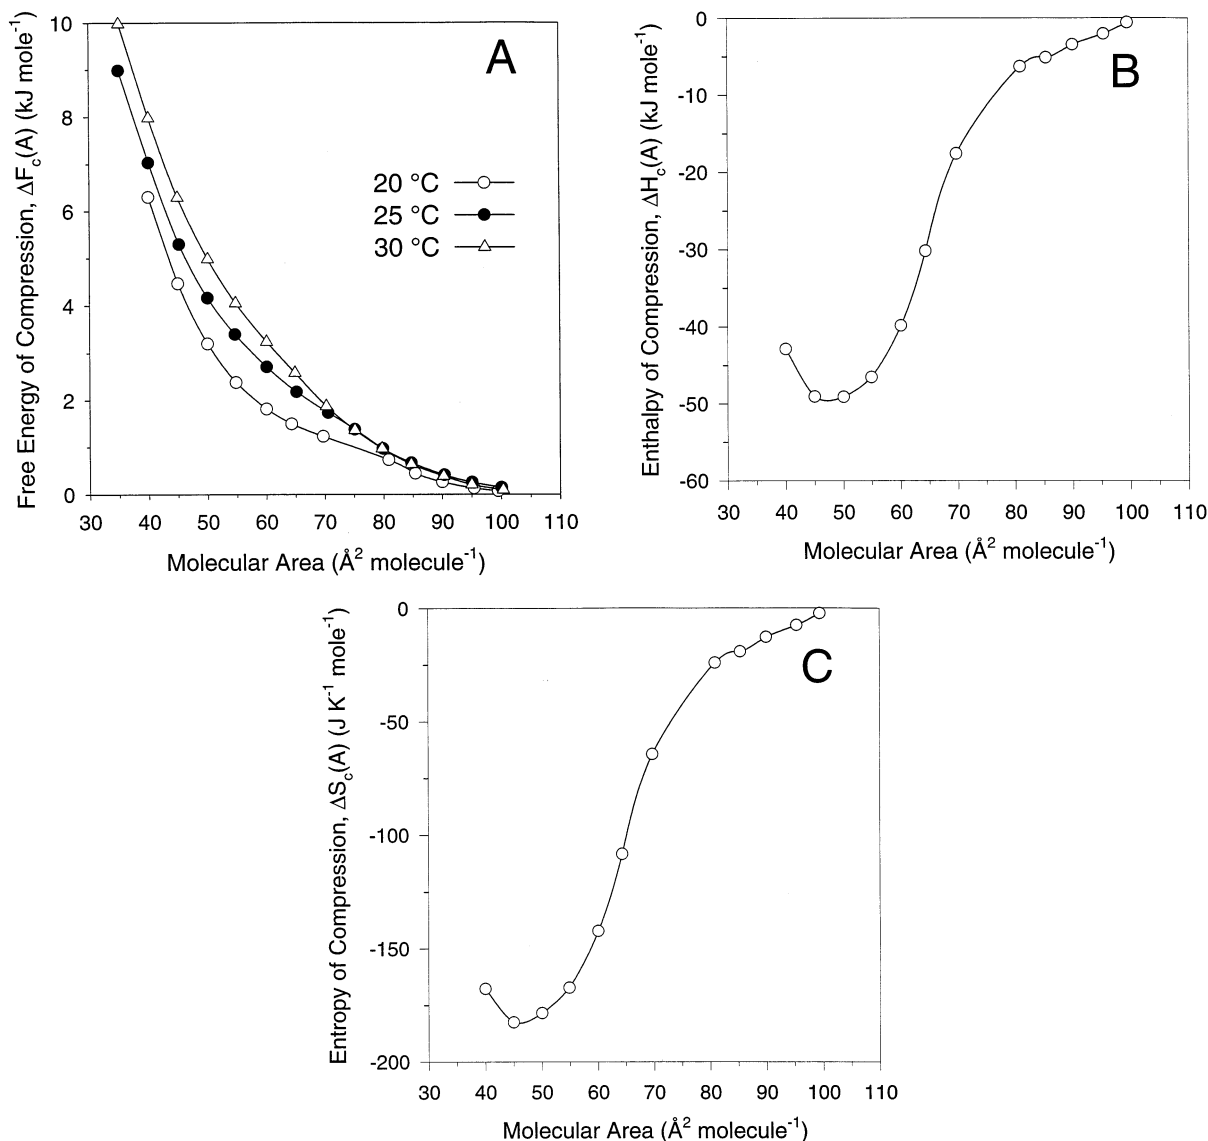 A
Free Energy of Compression, ΔFc(A) (kJ mole-1)
10
8
6
4
2
0
20 °C
25 °C
30 °C
30 40 50 60 70 80 90 100 110
Molecular Area (Å2 molecule-1)
B
Enthalpy of Compression, ΔHc(A) (kJ mole-1)
0
-10
-20
-30
-40
-50
-60
30 40 50 60 70 80 90 100 110
Molecular Area (Å2 molecule-1)
C
Entropy of Compression, ΔSc(A) (J K-1 mole-1)
0
-50
-100
-150
-200
30 40 50 60 70 80 90 100 110
Molecular Area (Å2 molecule-1)